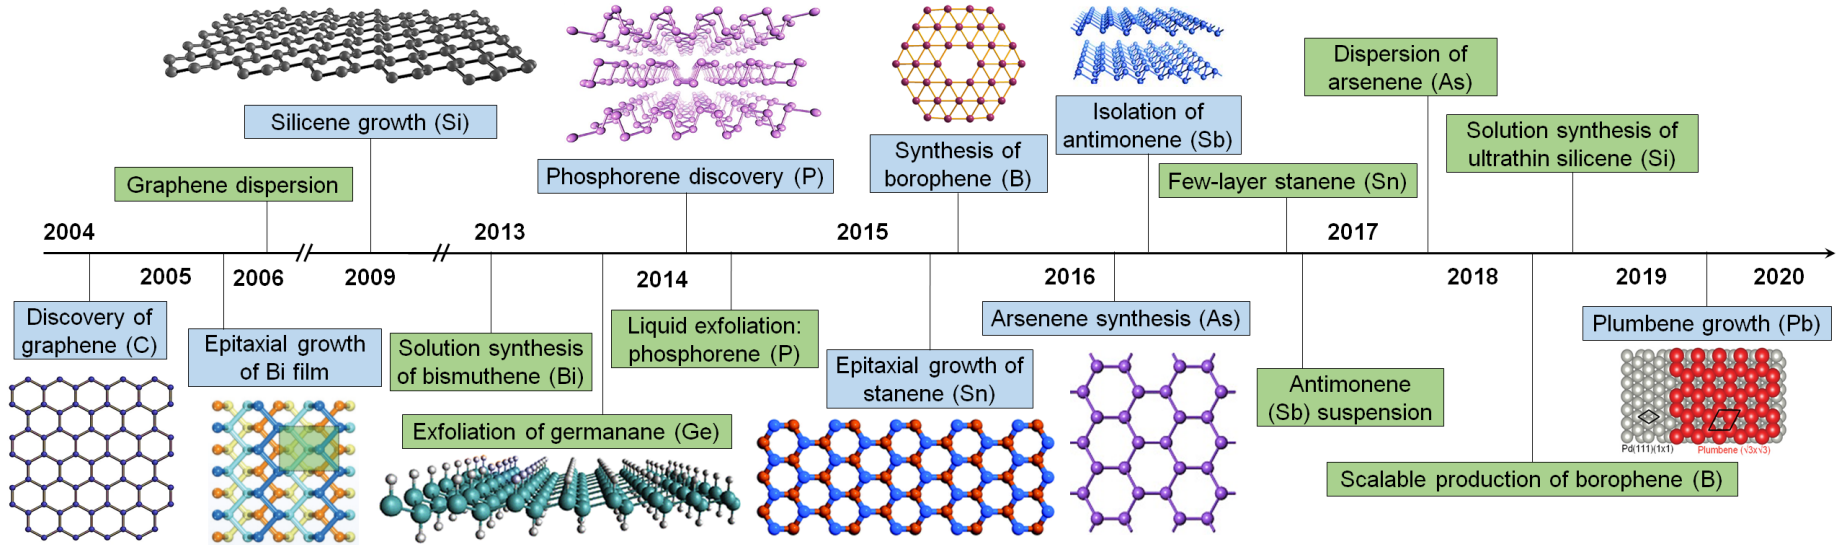 Silicene growth (Si)
Graphene dispersion
Phosphorene discovery (P)
Synthesis of
borophene (B)
Isolation of
antimonene (Sb)
Few-layer stanene (Sn)
Dispersion of
arsenene (As)
Solution synthesis of
ultrathin silicene (Si)
2004
2013
2015
2017
2005
2006
2009
2014
2016
2018
2019
2020
Discovery of
graphene (C)
Epitaxial growth
of Bi film
Solution synthesis
of bismuthene (Bi)
Exfoliation of germanane (Ge)
Liquid exfoliation:
phosphorene (P)
Epitaxial growth of
stanene (Sn)
Arsenene synthesis (As)
Antimonene
(Sb) suspension
Scalable production of borophene (B)
Plumbene growth (Pb)
Pd(111)(1x1)
Plumbene (√3x√3)